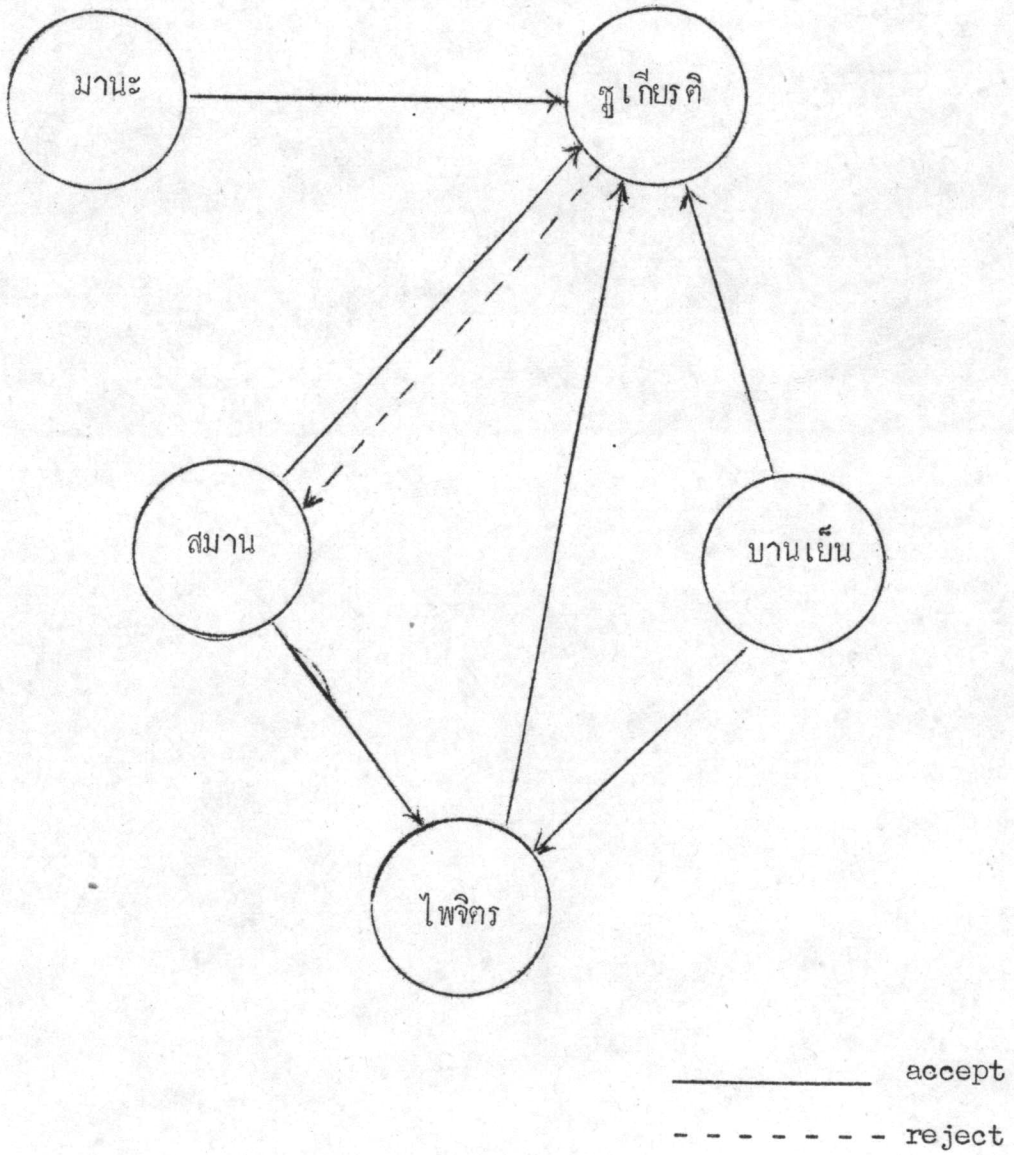 มานะ
ชูเกียรติ
สมาน
บานเย็น
ไพจิตร
accept
reject